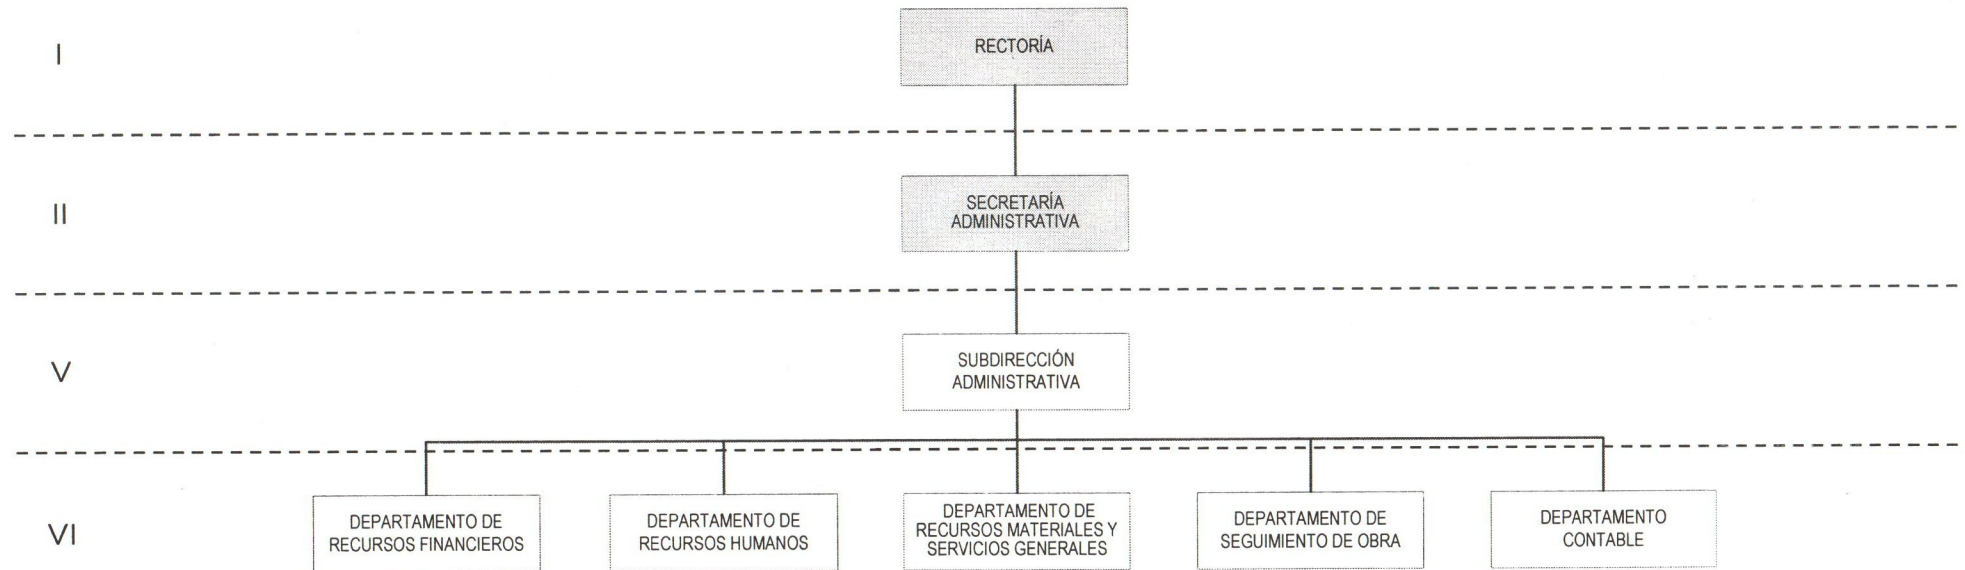 I
RECTORÍA
II
SECRETARÍA
ADMINISTRATIVA
V
SUBDIRECCIÓN
ADMINISTRATIVA
VI
DEPARTAMENTO DE
RECURSOS FINANCIEROS
DEPARTAMENTO DE
RECURSOS HUMANOS
DEPARTAMENTO DE
RECURSOS MATERIALES Y
SERVICIOS GENERALES
DEPARTAMENTO DE
SEGUIMIENTO DE OBRA
DEPARTAMENTO
CONTABLE